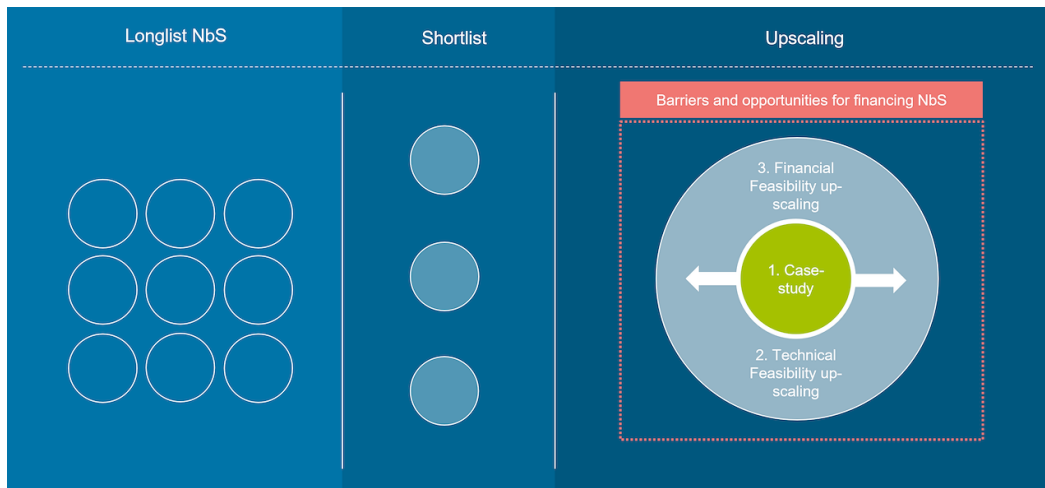 Longlist NbS
Shortlist
Upscaling
Barriers and opportunities for financing NbS
3. Financial
Feasibility up-
scaling
1. Case-
study
2. Technical
Feasibility up-
scaling